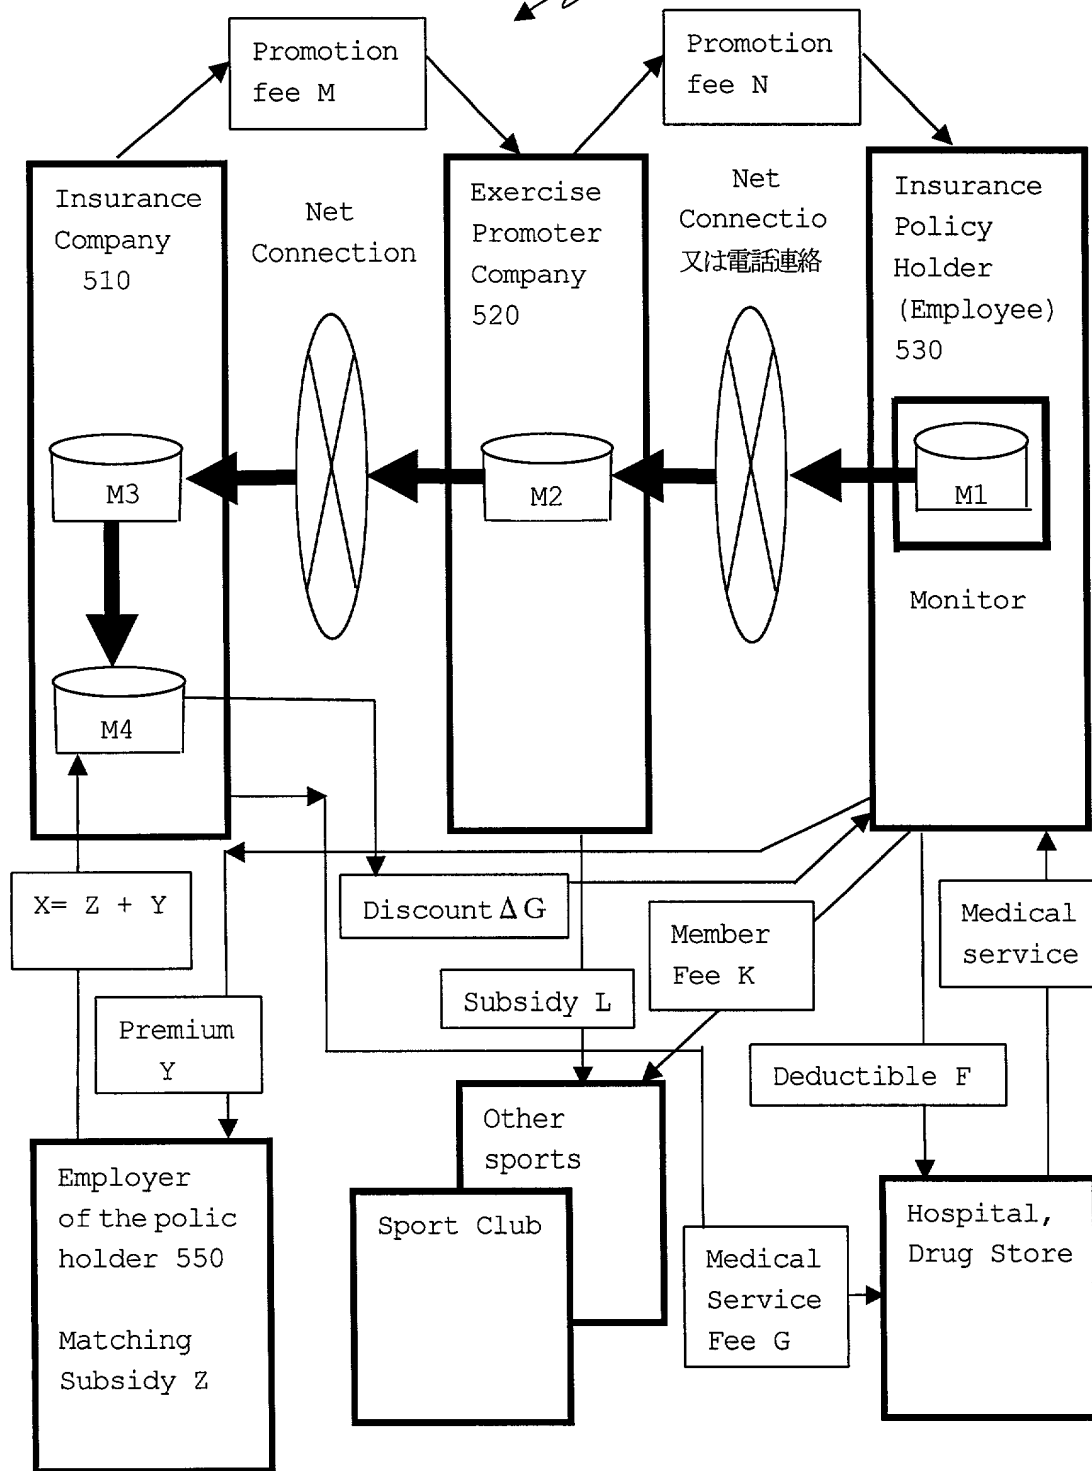 Promotion
fee M
Promotion
fee N
Insurance
Company
510
Net
Connection
Exercise
Promoter
Company
520
Net
Connectio
又は電話連絡
Insurance
Policy
Holder
(Employee)
530
M3
M2
M1
Monitor
M4
X= Z + Y
Discount ΔG
Member
Fee K
Medical
service
Subsidy L
Premium
Y
Deductible F
Other
sports
Employer
of the polic
holder 550
Matching
Subsidy Z
Sport Club
Medical
Service
Fee G
Hospital,
Drug Store